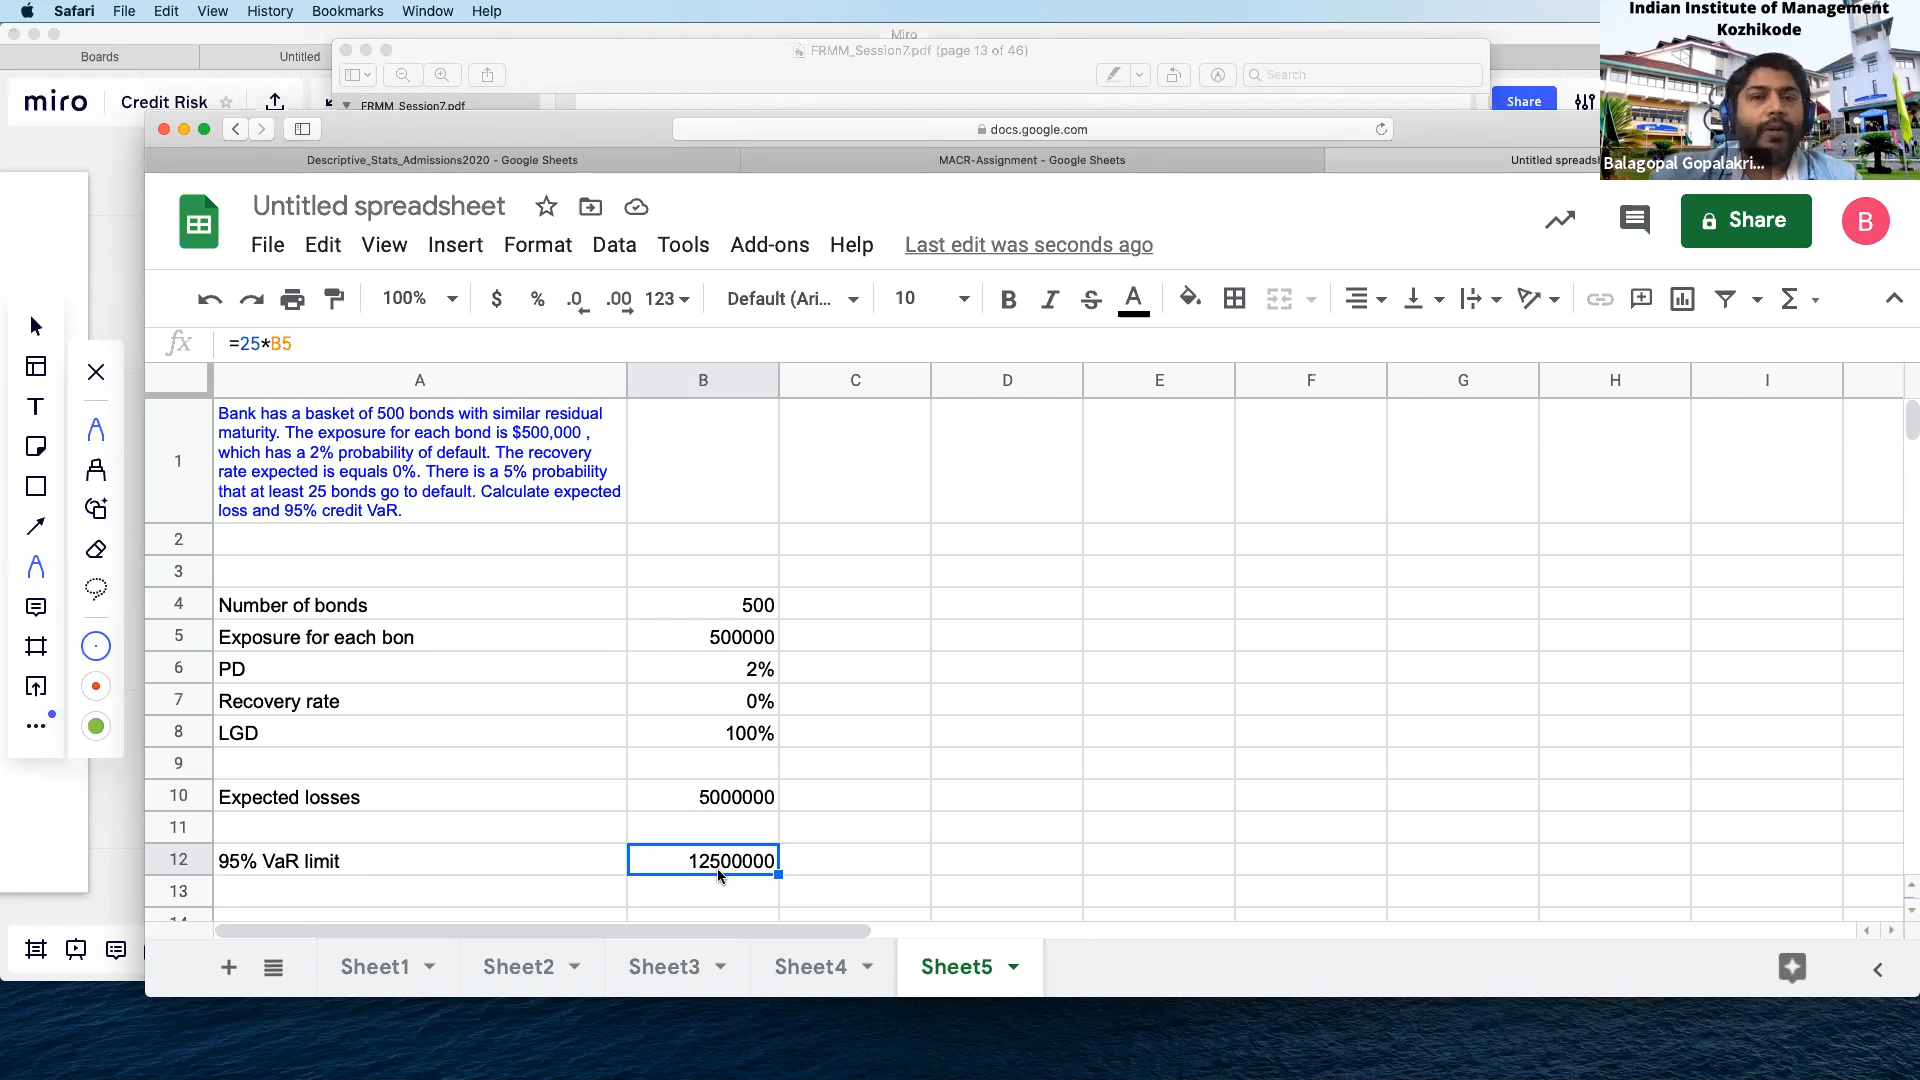 Safari File Edit View History Bookmarks Window Help
Indian Institute of Management
Kozhikode
Miro
Boards
Untitled
FRMM_Session7.pdf (page 13 of 46)
Search
miro
Credit Risk
FRMM_Session7.pdf
Share
docs.google.com
Descriptive_Stats_Admissions2020 - Google Sheets
MACR-Assignment - Google Sheets
Untitled spreads
Balagopal Gopalakri...
Untitled spreadsheet
Share
B
File Edit View Insert Format Data Tools Add-ons Help Last edit was seconds ago
100% $ % .0 .00 123 Default (Ari... 10 B I S A
fx =25*B5
A B C D E F G H I
1
Bank has a basket of 500 bonds with similar residual
maturity. The exposure for each bond is $500,000 ,
which has a 2% probability of default. The recovery
rate expected is equals 0%. There is a 5% probability
that at least 25 bonds go to default. Calculate expected
loss and 95% credit VaR.
2
3
4 Number of bonds 500
5 Exposure for each bon 500000
6 PD 2%
7 Recovery rate 0%
8 LGD 100%
9
10 Expected losses 5000000
11
12 95% VaR limit 12500000
13
14
Sheet1 Sheet2 Sheet3 Sheet4 Sheet5